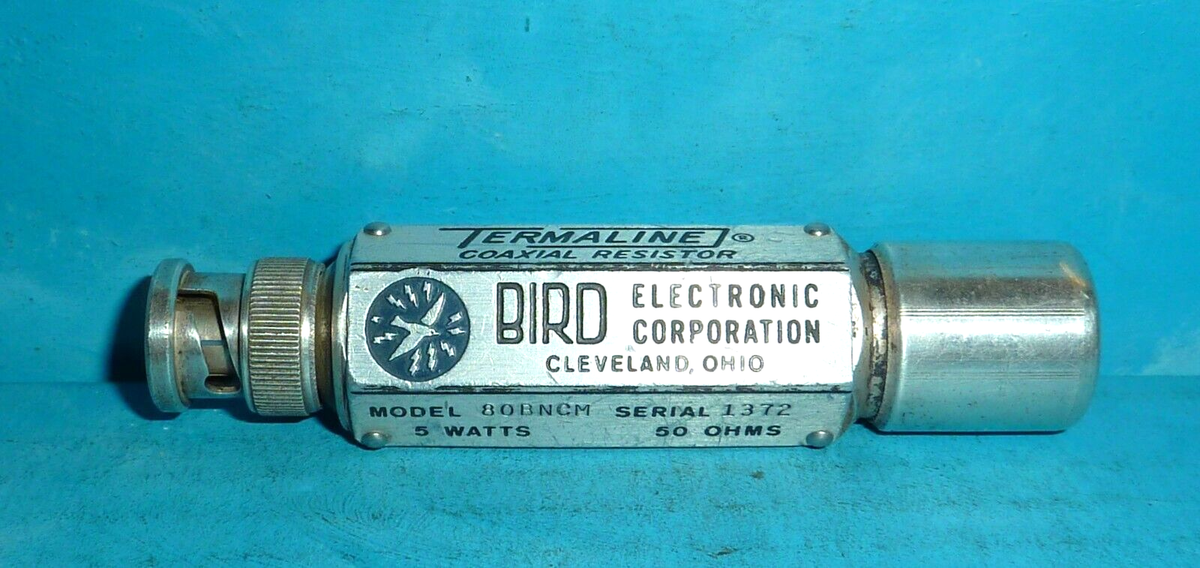 TERMALINE®
COAXIAL RESISTOR
BIRD ELECTRONIC
CORPORATION
CLEVELAND, OHIO
MODEL 80BNCM SERIAL 1372
5 WATTS 50 OHMS